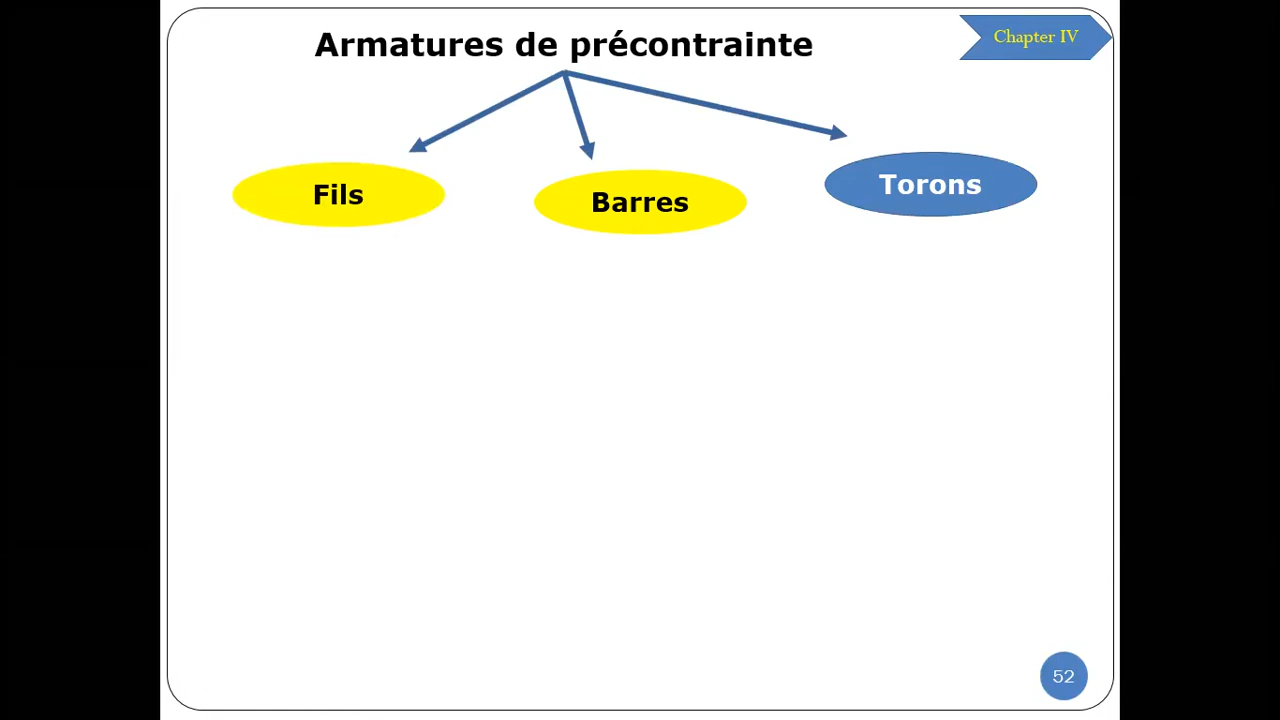 Armatures de précontrainte
Chapter IV
Fils
Barres
Torons
52